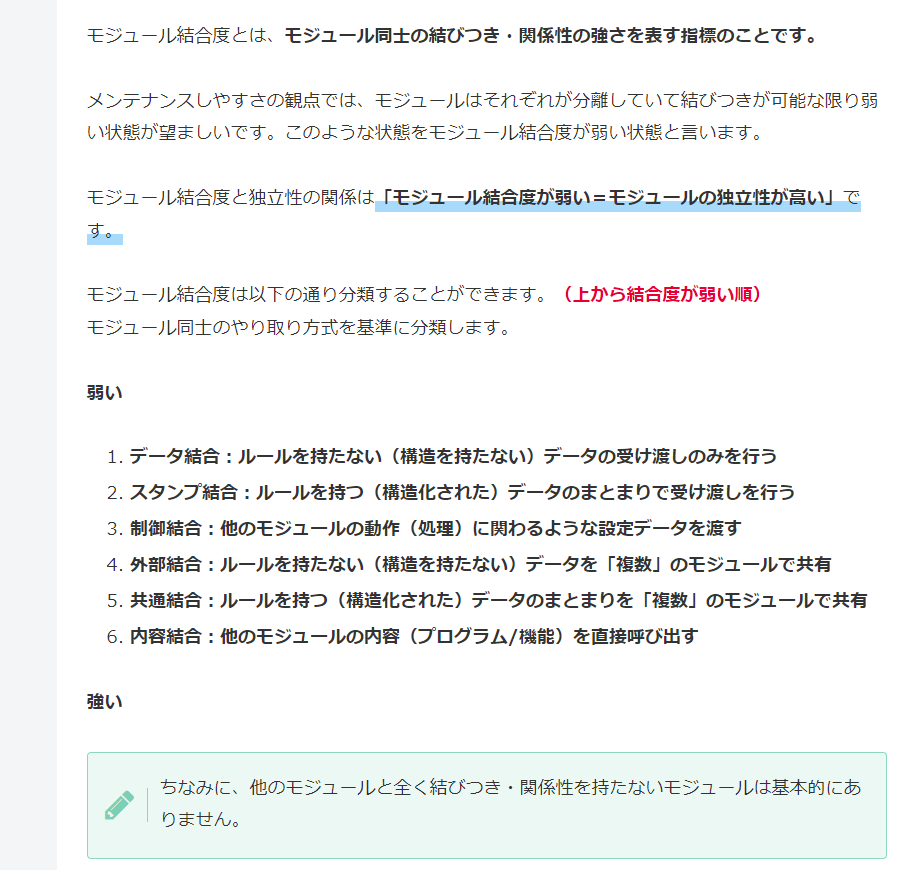 モジュール結合度とは、モジュール同士の結びつき・関係性の強さを表す指標のことです。
メンテナンスしやすさの観点では、モジュールはそれぞれが分離していて結びつきが可能な限り弱
い状態が望ましいです。このような状態をモジュール結合度が弱い状態と言います。
モジュール結合度と独立性の関係は「モジュール結合度が弱い＝モジュールの独立性が高い」で
す。
モジュール結合度は以下の通り分類することができます。（上から結合度が弱い順）
モジュール同士のやり取り方式を基準に分類します。
弱い
1. データ結合：ルールを持たない（構造を持たない）データの受け渡しのみを行う
2. スタンプ結合：ルールを持つ（構造化された）データのまとまりで受け渡しを行う
3. 制御結合：他のモジュールの動作（処理）に関わるような設定データを渡す
4. 外部結合：ルールを持たない（構造を持たない）データを「複数」のモジュールで共有
5. 共通結合：ルールを持つ（構造化された）データのまとまりを「複数」のモジュールで共有
6. 内容結合：他のモジュールの内容（プログラム/機能）を直接呼び出す
強い
ちなみに、他のモジュールと全く結びつき・関係性を持たないモジュールは基本的にあ
りません。